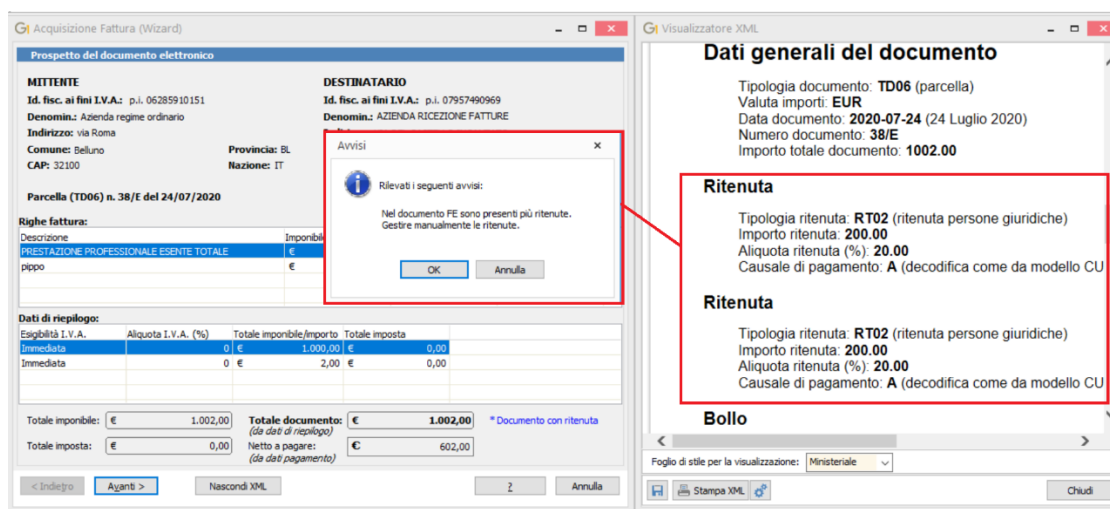 GI Acquisizione Fattura (Wizard)
Prospetto del documento elettronico
MITTENTE
Id. fisc. ai fini I.V.A.: p.i. 06285910151
Denomin.: Azienda regime ordinario
Indirizzo: via Roma
Comune: Belluno Provincia: BL
CAP: 32100 Nazione: IT
DESTINATARIO
Id. fisc. ai fini I.V.A.: p.i. 07957490969
Denomin.: AZIENDA RICEZIONE FATTURE
Parcella (TD06) n. 38/E del 24/07/2020
Righe fattura:
Descrizione Imponibil
PRESTAZIONE PROFESSIONALE ESENTE TOTALE €
pippo €
Avvisi
Rilevati i seguenti avvisi:
Nel documento FE sono presenti più ritenute.
Gestire manualmente le ritenute.
OK Annulla
Dati di riepilogo:
Esigibilità I.V.A. Aliquota I.V.A. (%) Totale imponibile/importo Totale imposta
Immediata 0 € 1.000,00 € 0,00
Immediata 0 € 2,00 € 0,00
Totale imponibile: € 1.002,00 Totale documento: € 1.002,00 * Documento con ritenuta
(da dati di riepilogo)
Totale imposta: € 0,00 Netto a pagare: € 602,00
(da dati pagamento)
< Indietro Avanti > Nascondi XML ? Annulla
GI Visualizzatore XML
Dati generali del documento
Tipologia documento: TD06 (parcella)
Valuta importi: EUR
Data documento: 2020-07-24 (24 Luglio 2020)
Numero documento: 38/E
Importo totale documento: 1002.00
Ritenuta
Tipologia ritenuta: RT02 (ritenuta persone giuridiche)
Importo ritenuta: 200.00
Aliquota ritenuta (%): 20.00
Causale di pagamento: A (decodifica come da modello CU
Ritenuta
Tipologia ritenuta: RT02 (ritenuta persone giuridiche)
Importo ritenuta: 200.00
Aliquota ritenuta (%): 20.00
Causale di pagamento: A (decodifica come da modello CU
Bollo
Foglio di stile per la visualizzazione: Ministeriale
Stampa XML Chiudi